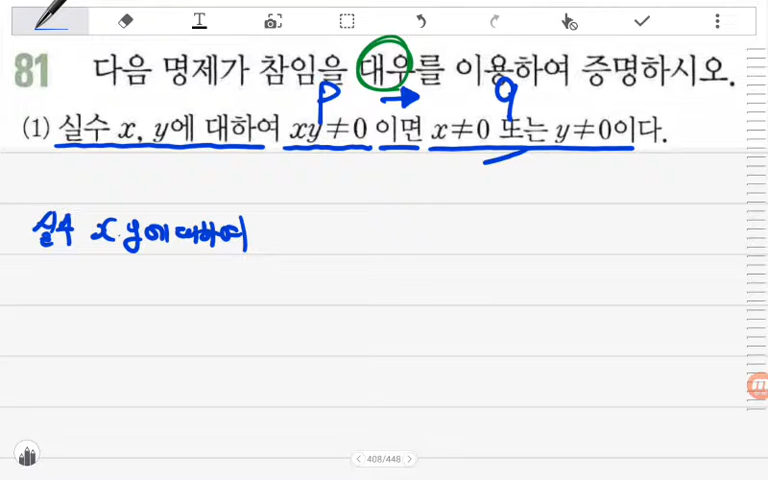 81 다음 명제가 참임을 대우를 이용하여 증명하시오.
p → q
(1) 실수 x, y에 대하여 xy≠0 이면 x≠0 또는 y≠0이다.
실수 x. y에 대하여
408/448